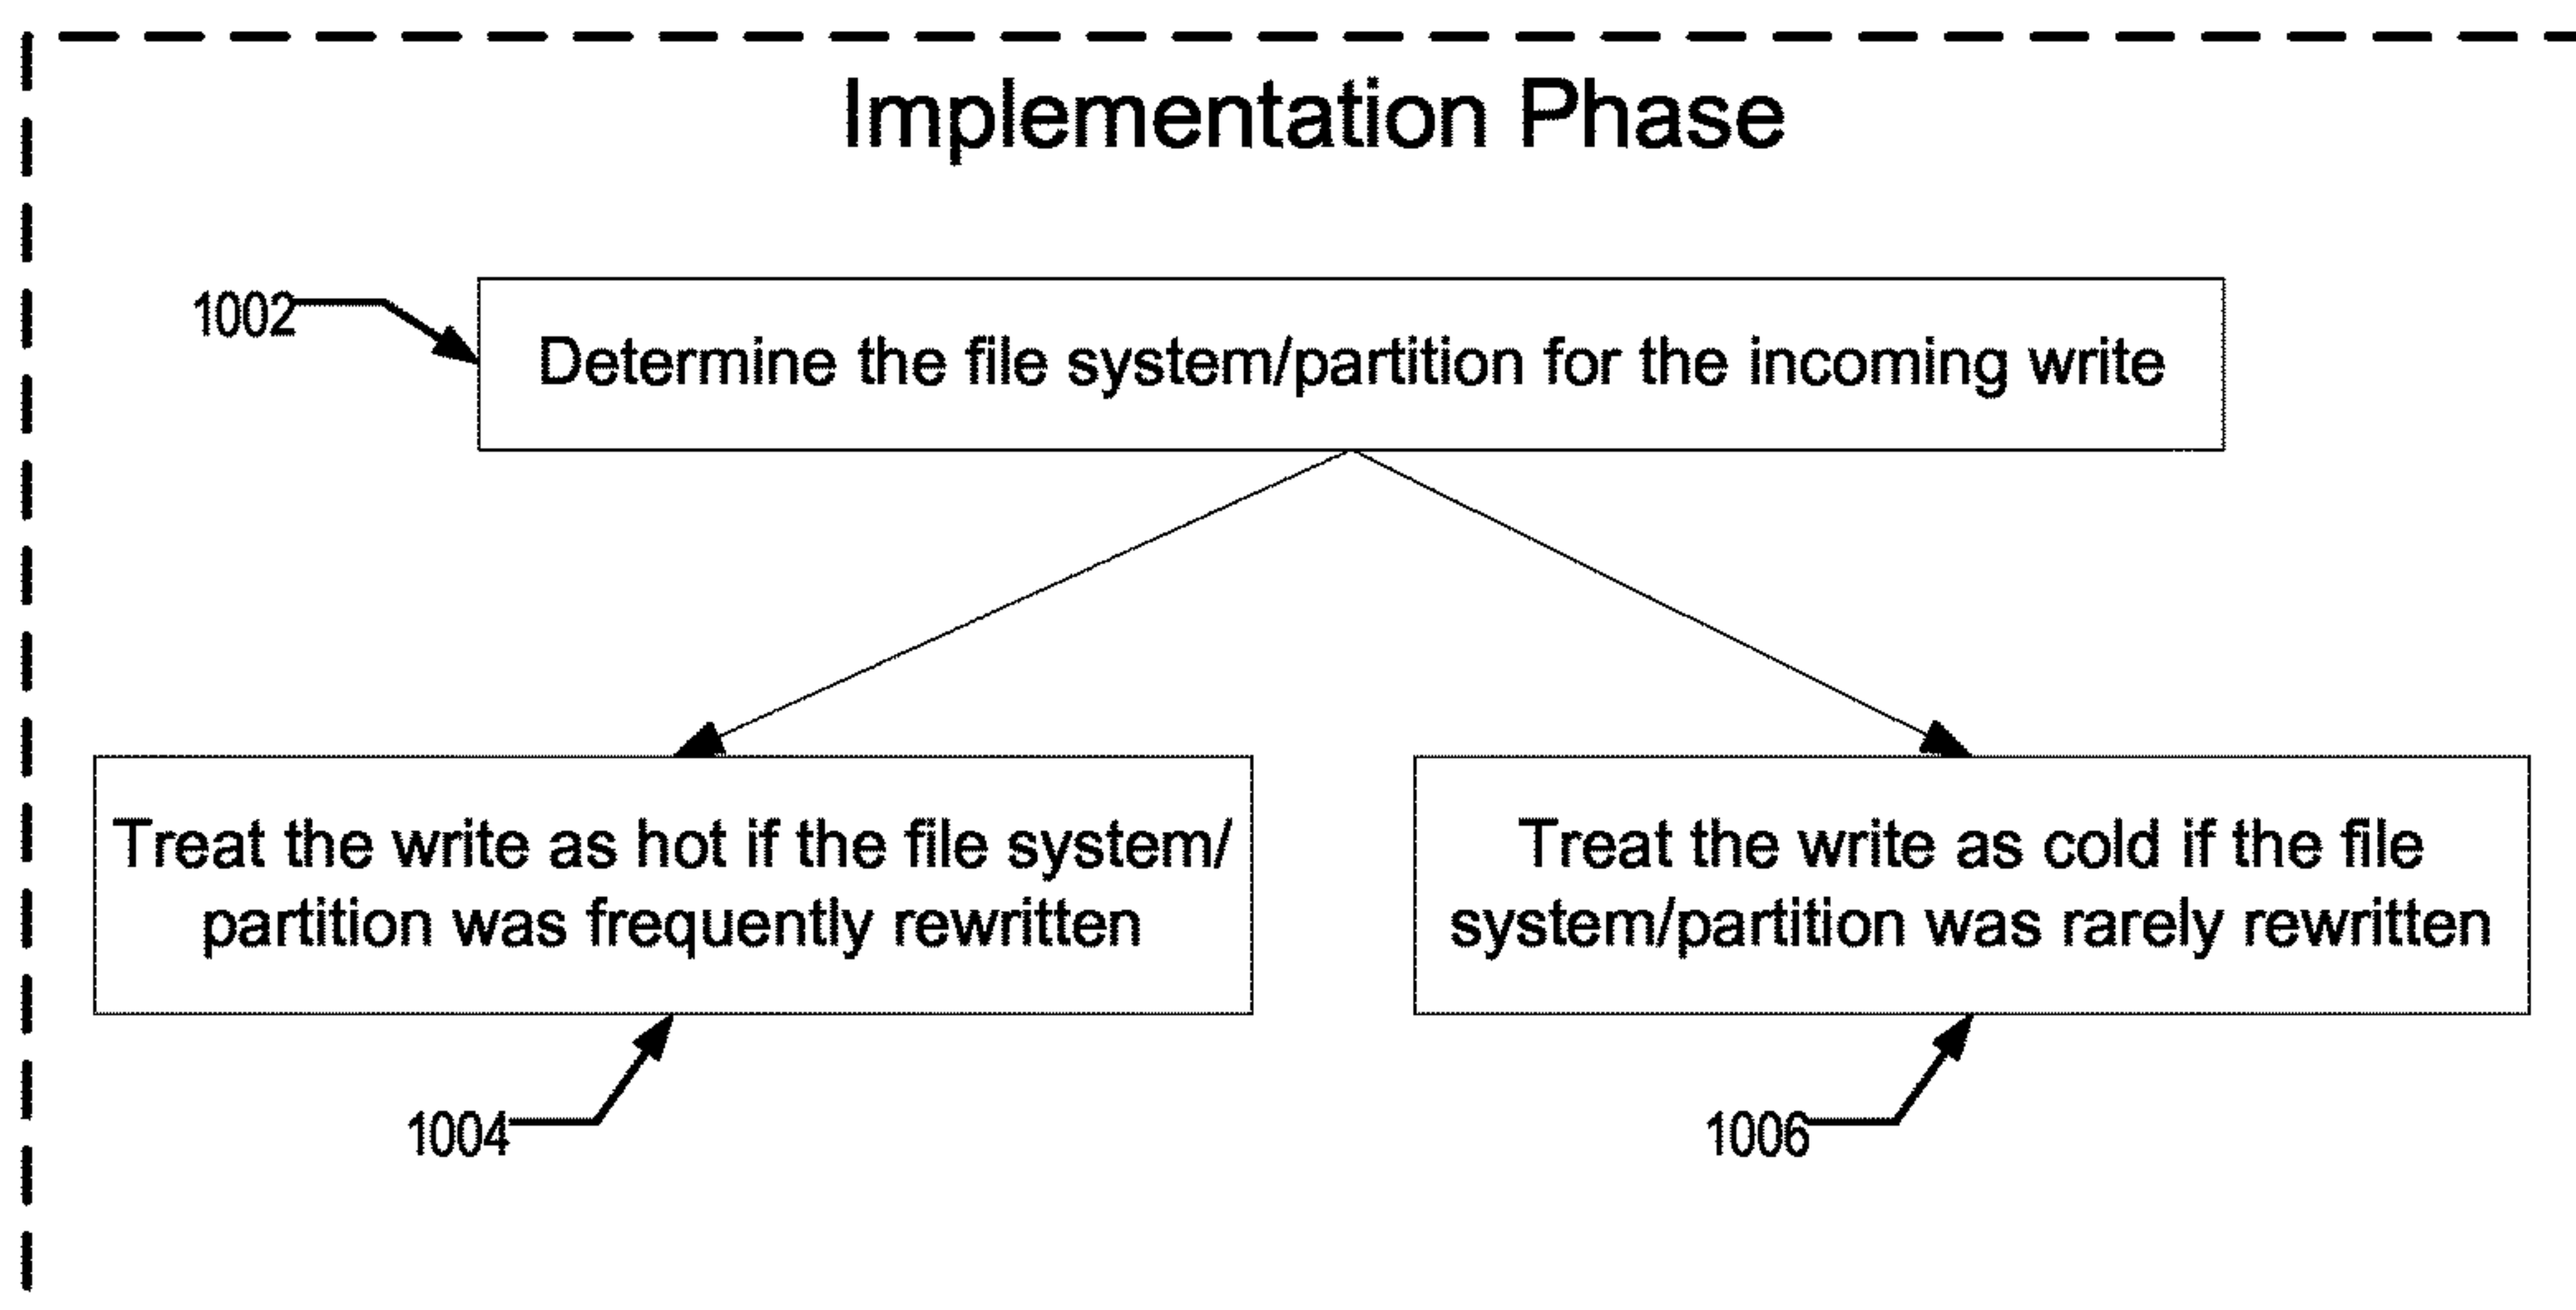 Implementation Phase
1002
Determine the file system/partition for the incoming write
Treat the write as hot if the file system/
partition was frequently rewritten
Treat the write as cold if the file
system/partition was rarely rewritten
1004
1006